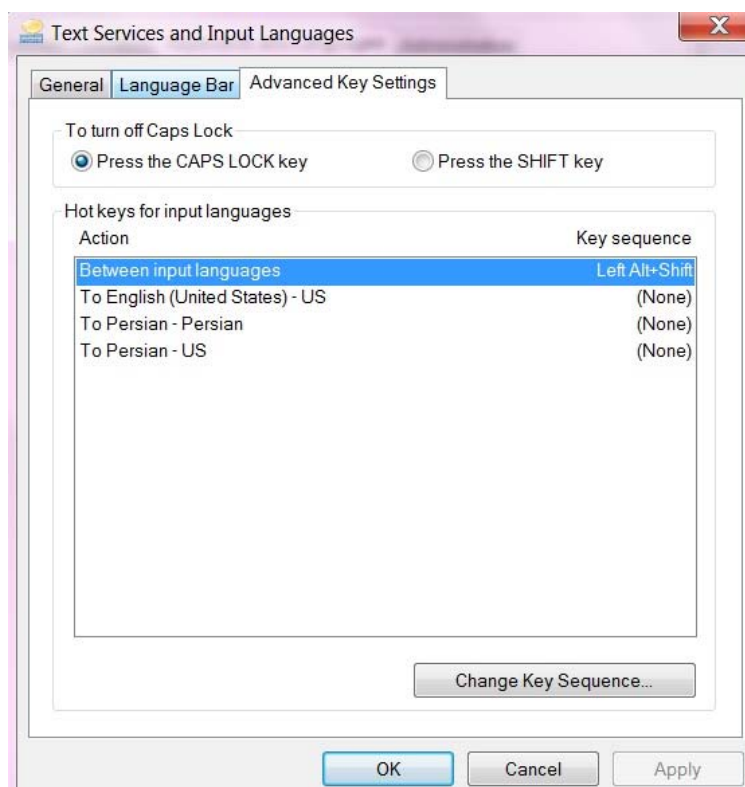 Text Services and Input Languages
General Language Bar Advanced Key Settings
To turn off Caps Lock
Press the CAPS LOCK key Press the SHIFT key
Hot keys for input languages
Action Key sequence
Between input languages Left Alt+Shift
To English (United States) - US (None)
To Persian - Persian (None)
To Persian - US (None)
Change Key Sequence...
OK Cancel Apply